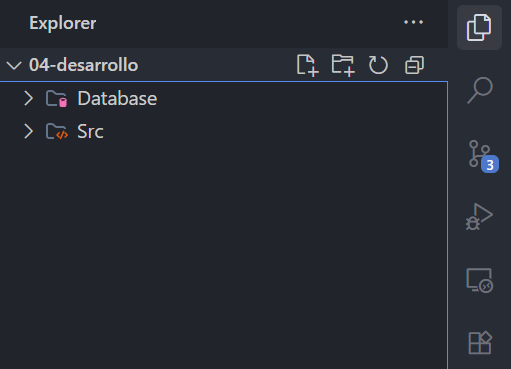 Explorer
04-desarrollo
Database
Src
3